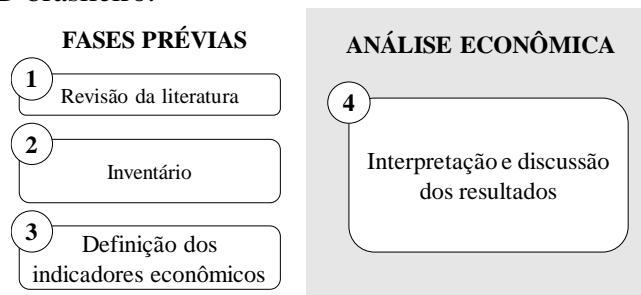 brasileiro.
FASES PRÉVIAS
1
Revisão da literatura
2
Inventário
3
Definição dos
indicadores econômicos
ANÁLISE ECONÔMICA
4
Interpretação e discussão
dos resultados